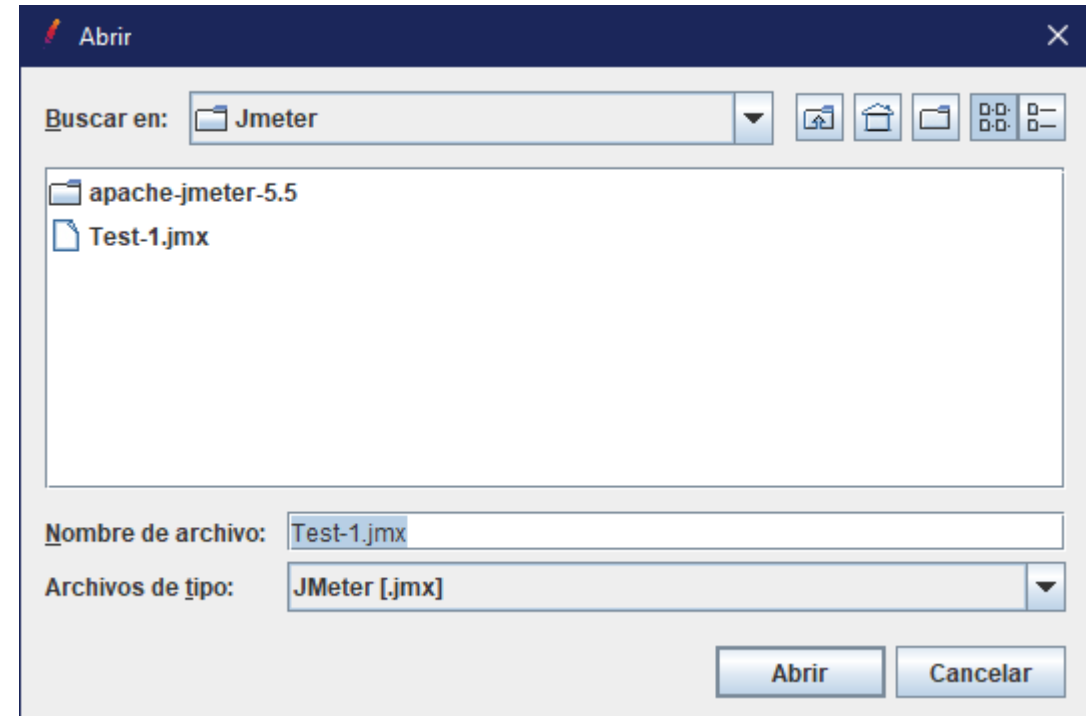 Abrir
Buscar en: Jmeter
apache-jmeter-5.5
Test-1.jmx
Nombre de archivo: Test-1.jmx
Archivos de tipo: JMeter [.jmx]
Abrir Cancelar